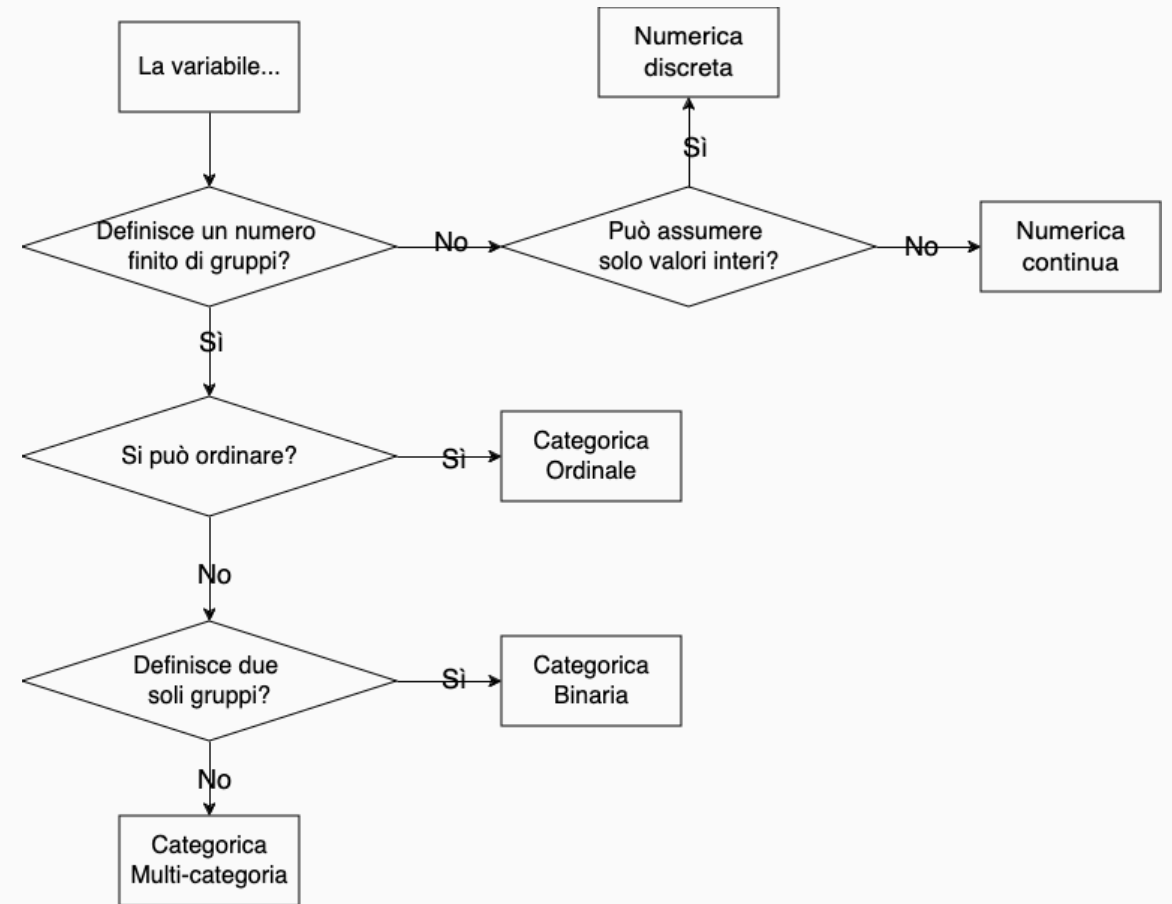 La variabile...
Numerica
discreta
Sì
Definisce un numero
finito di gruppi?
No
Può assumere
solo valori interi?
No
Numerica
continua
Sì
Si può ordinare?
Sì
Categorica
Ordinale
No
Definisce due
soli gruppi?
Sì
Categorica
Binaria
No
Categorica
Multi-categoria